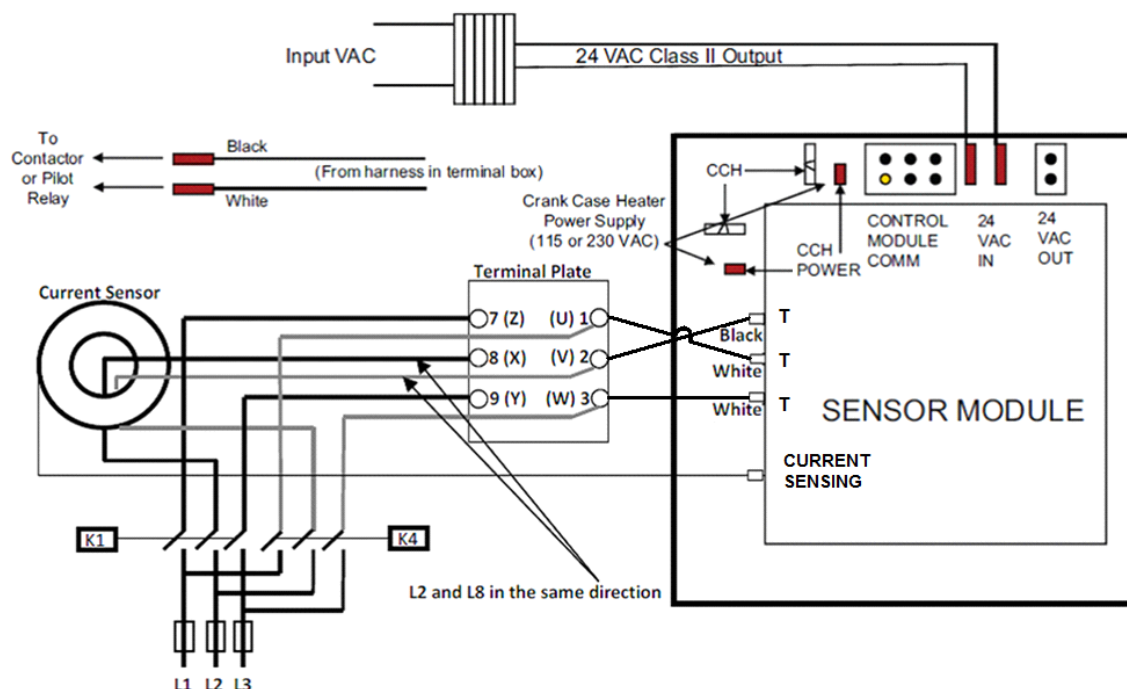 Input VAC
24 VAC Class II Output
To
Contactor
or Pilot
Relay
Black
(From harness in terminal box)
White
CCH
Crank Case Heater
Power Supply
(115 or 230 VAC)
CCH
POWER
CONTROL
MODULE
COMM
24
VAC
IN
24
VAC
OUT
Current Sensor
Terminal Plate
7 (Z)
(U) 1
8 (X)
(V) 2
9 (Y)
(W) 3
Black
T
White
T
White
T
SENSOR MODULE
CURRENT
SENSING
K1
K4
L2 and L8 in the same direction
L1
L2
L3